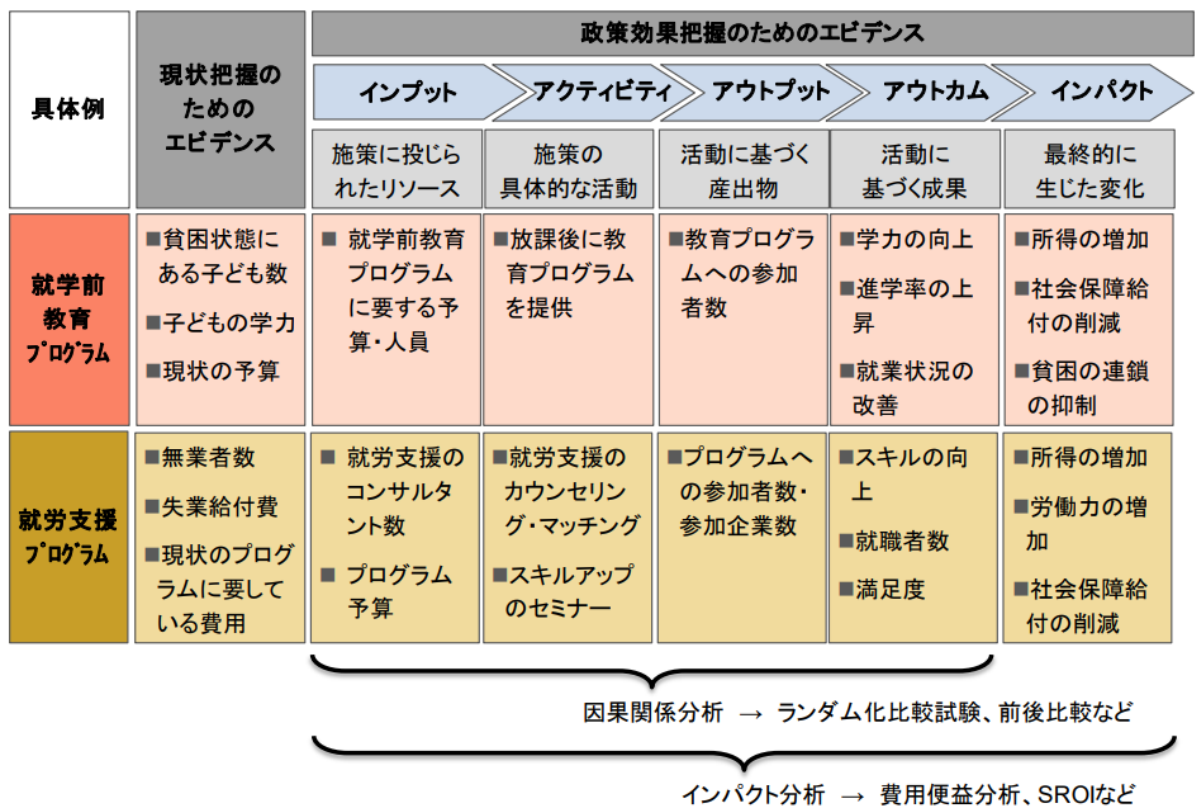 具体例
現状把握の
ための
エビデンス
政策効果把握のためのエビデンス
インプット
アクティビティ
アウトプット
アウトカム
インパクト
施策に投じら
れたリソース
施策の
具体的な活動
活動に基づく
産出物
活動に
基づく成果
最終的に
生じた変化
就学前
教育
プログラム
■貧困状態に
ある子ども数
■子どもの学力
■現状の予算
■ 就学前教育
プログラム
に要する予
算・人員
■放課後に教
育プログラム
を提供
■教育プログラ
ムへの参加
者数
■学力の向上
■進学率の上
昇
■就業状況の
改善
■所得の増加
■社会保障給
付の削減
■貧困の連鎖
の抑制
就労支援
プログラム
■無業者数
■失業給付費
■現状のプログ
ラムに要して
いる費用
■ 就労支援の
コンサルタ
ント数
■ プログラム
予算
■就労支援の
カウンセリン
グ・マッチング
■スキルアップ
のセミナー
■プログラムへ
の参加者数・
参加企業数
■スキルの向
上
■就職者数
■満足度
■所得の増加
■労働力の増
加
■社会保障給
付の削減
因果関係分析 → ランダム化比較試験、前後比較など
インパクト分析 → 費用便益分析、SROIなど